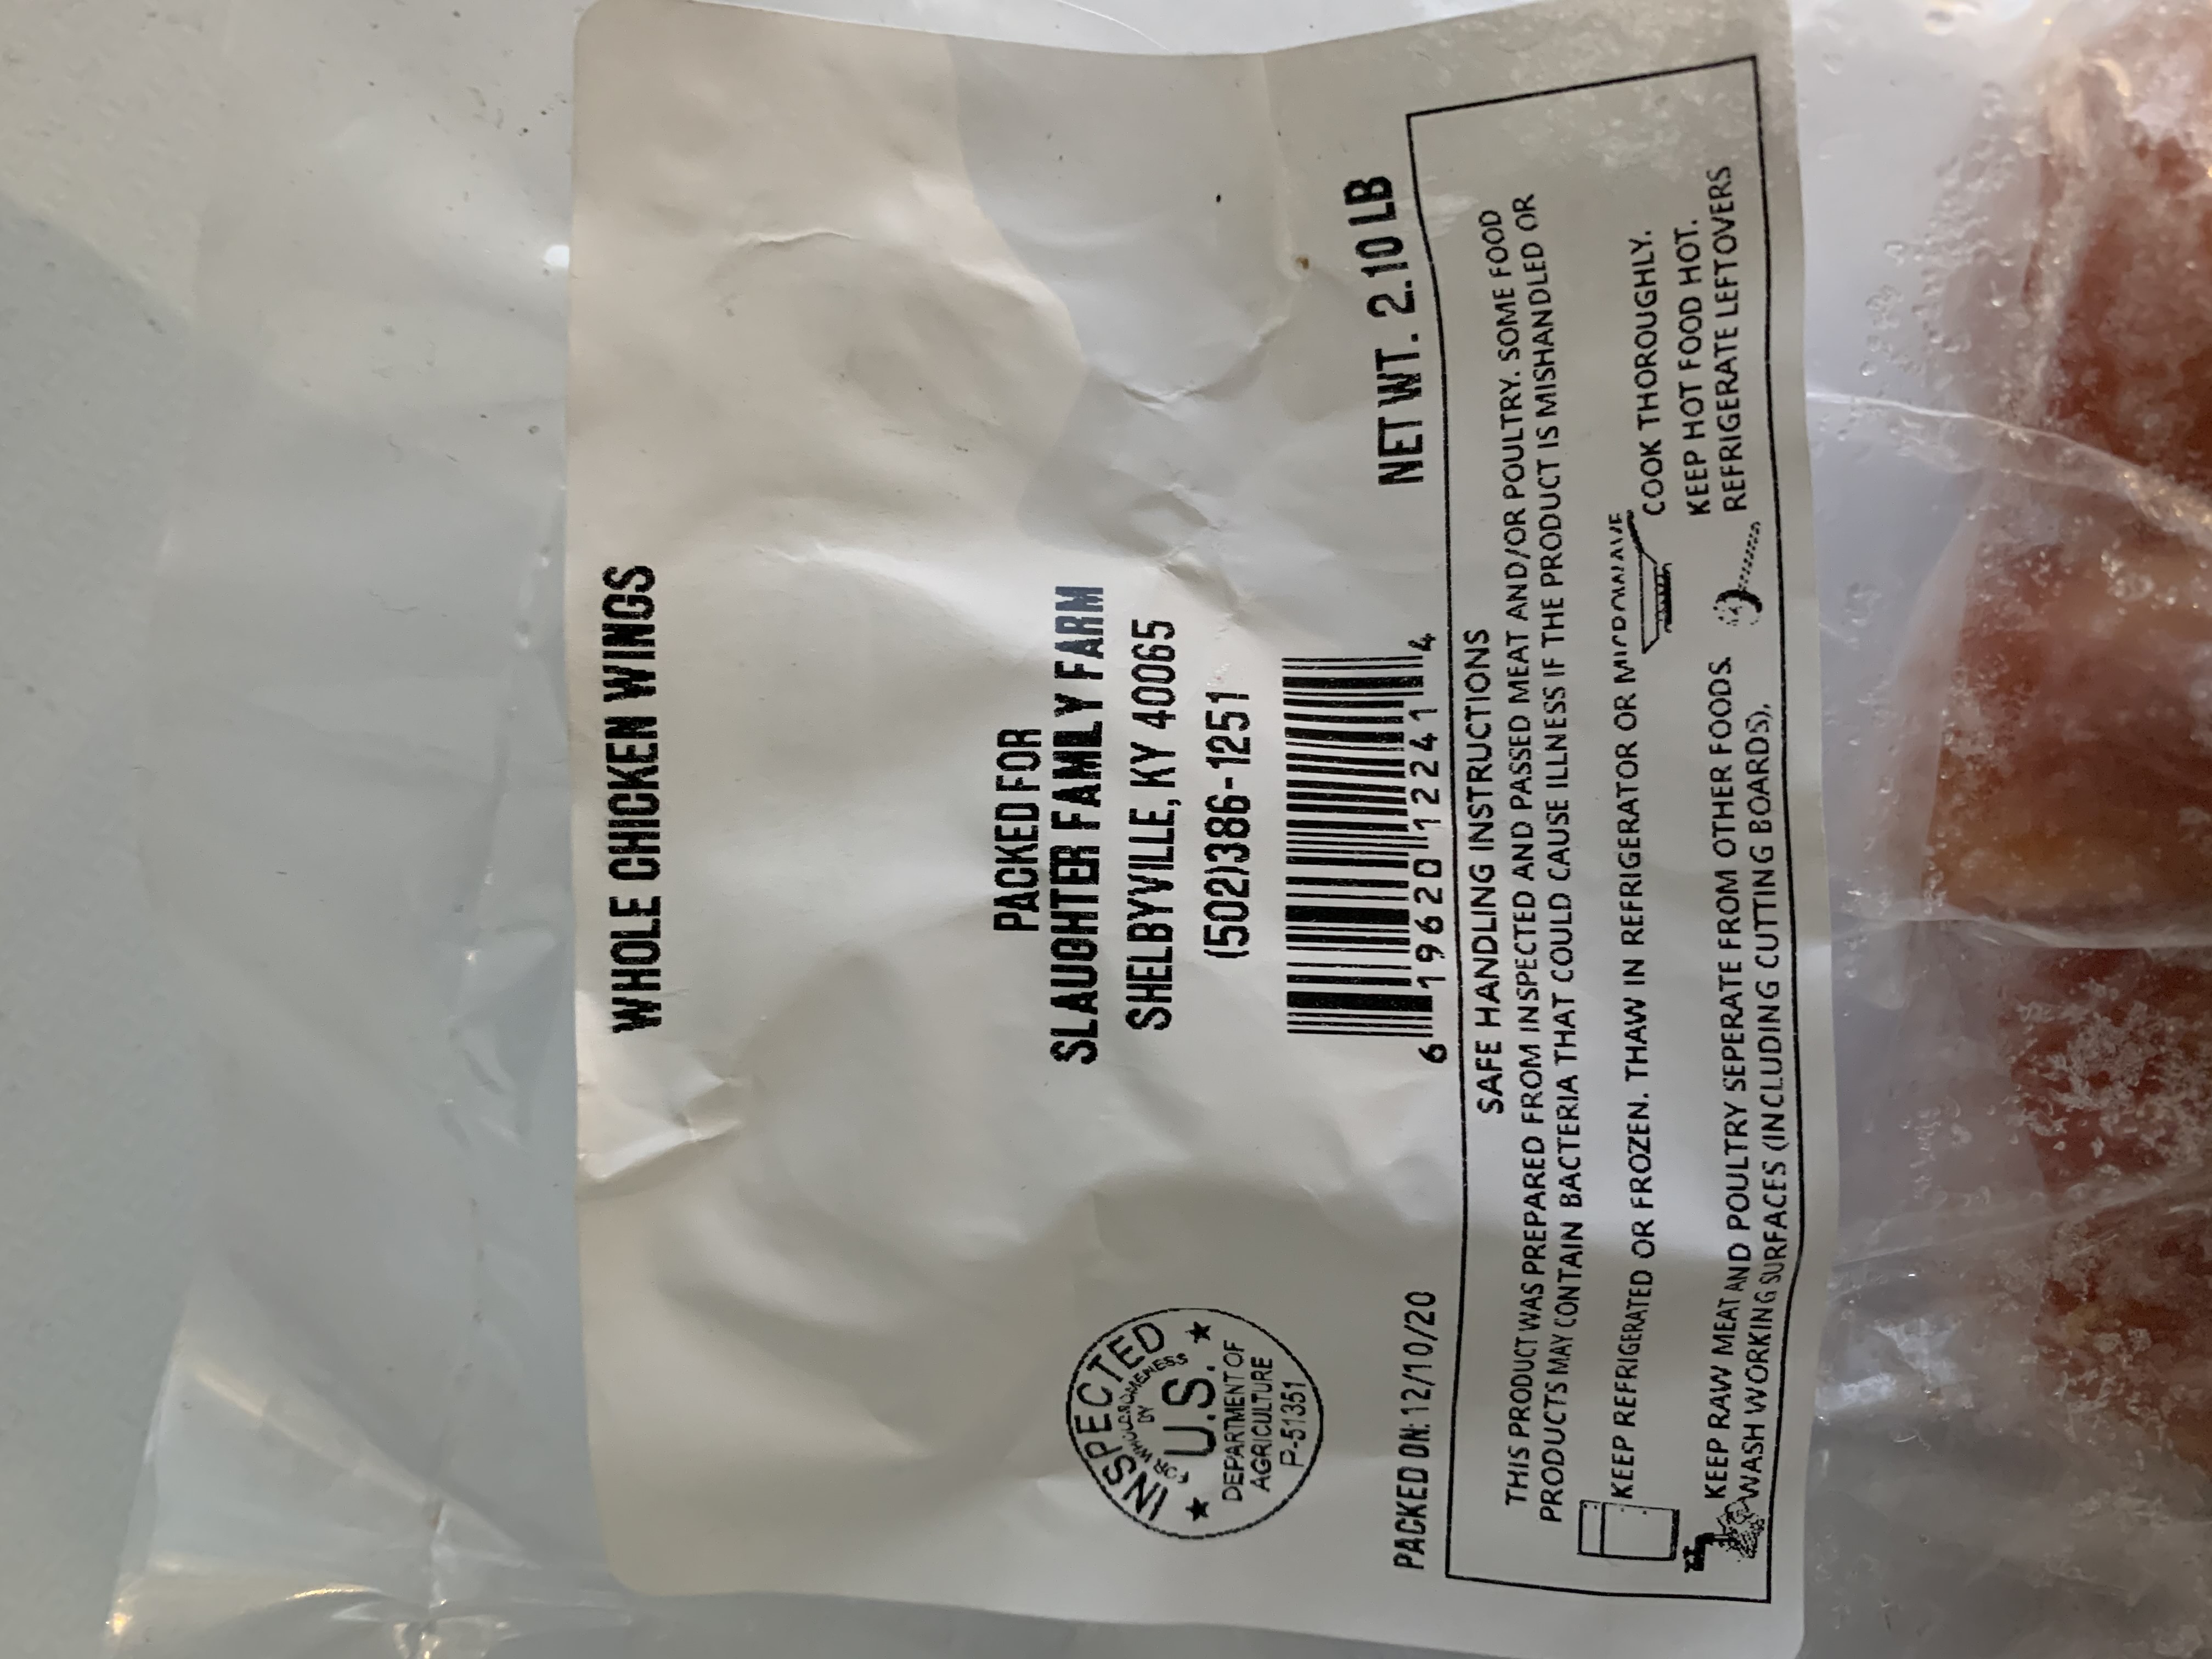 WHOLE CHICKEN WINGS
PACKED FOR
SLAUGHTER FAMILY FARM
SHELBYVILLE, KY 40065
(502)386-1251
INSPECTED
FOR WHOLESOMENESS
BY
U.S.
DEPARTMENT OF
AGRICULTURE
P-51351
6 19620 12241 4
PACKED ON: 12/10/20
NET WT. 2.10 LB
SAFE HANDLING INSTRUCTIONS
THIS PRODUCT WAS PREPARED FROM INSPECTED AND PASSED MEAT AND/OR POULTRY. SOME FOOD
PRODUCTS MAY CONTAIN BACTERIA THAT COULD CAUSE ILLNESS IF THE PRODUCT IS MISHANDLED OR
KEEP REFRIGERATED OR FROZEN. THAW IN REFRIGERATOR OR MICROWAVE
COOK THOROUGHLY.
KEEP RAW MEAT AND POULTRY SEPERATE FROM OTHER FOODS.
WASH WORKING SURFACES (INCLUDING CUTTING BOARDS),
KEEP HOT FOOD HOT.
REFRIGERATE LEFTOVERS